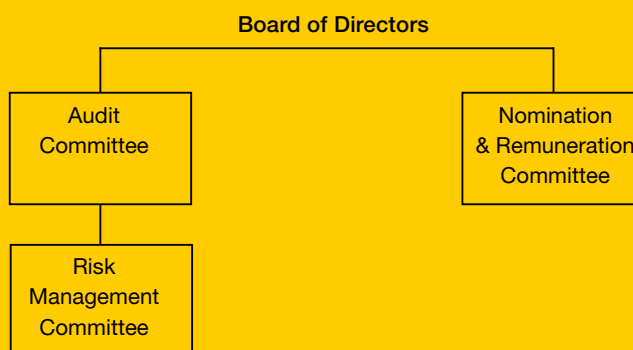 Board of Directors
Audit
Committee
Nomination
& Remuneration
Committee
Risk
Management
Committee